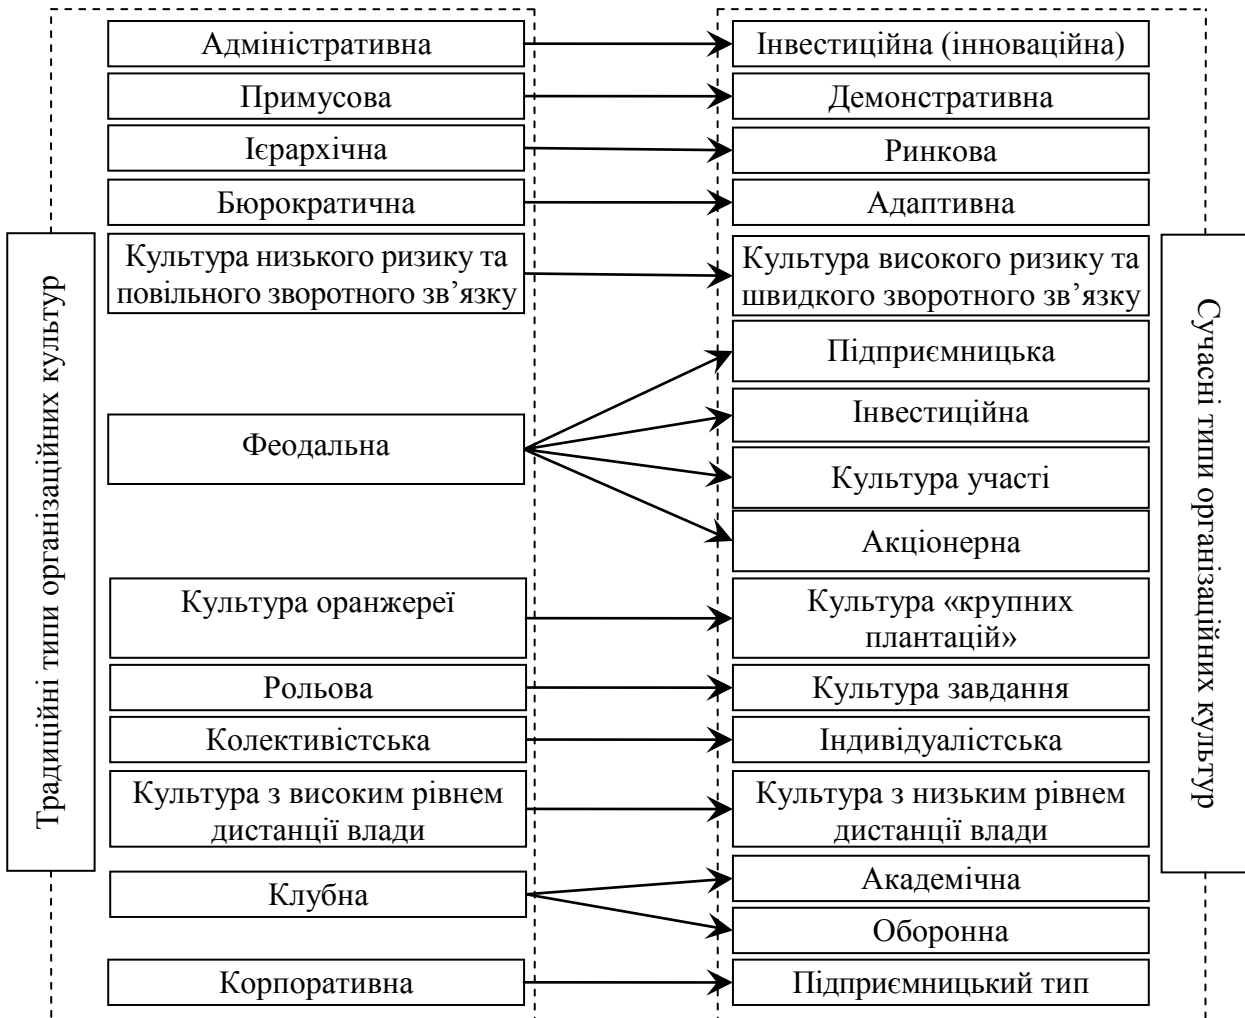 Традиційні типи організаційних культур
Адміністративна
Інвестиційна (інноваційна)
Примусова
Демонстративна
Ієрархічна
Ринкова
Бюрократична
Адаптивна
Культура низького ризику та
повільного зворотного зв’язку
Культура високого ризику та
швидкого зворотного зв’язку
Феодальна
Підприємницька
Інвестиційна
Культура участі
Акціонерна
Культура оранжереї
Культура «крупних
плантацій»
Рольова
Культура завдання
Колективістська
Індивідуалістська
Культура з високим рівнем
дистанції влади
Культура з низьким рівнем
дистанції влади
Клубна
Академічна
Оборонна
Корпоративна
Підприємницький тип
Сучасні типи організаційних культур